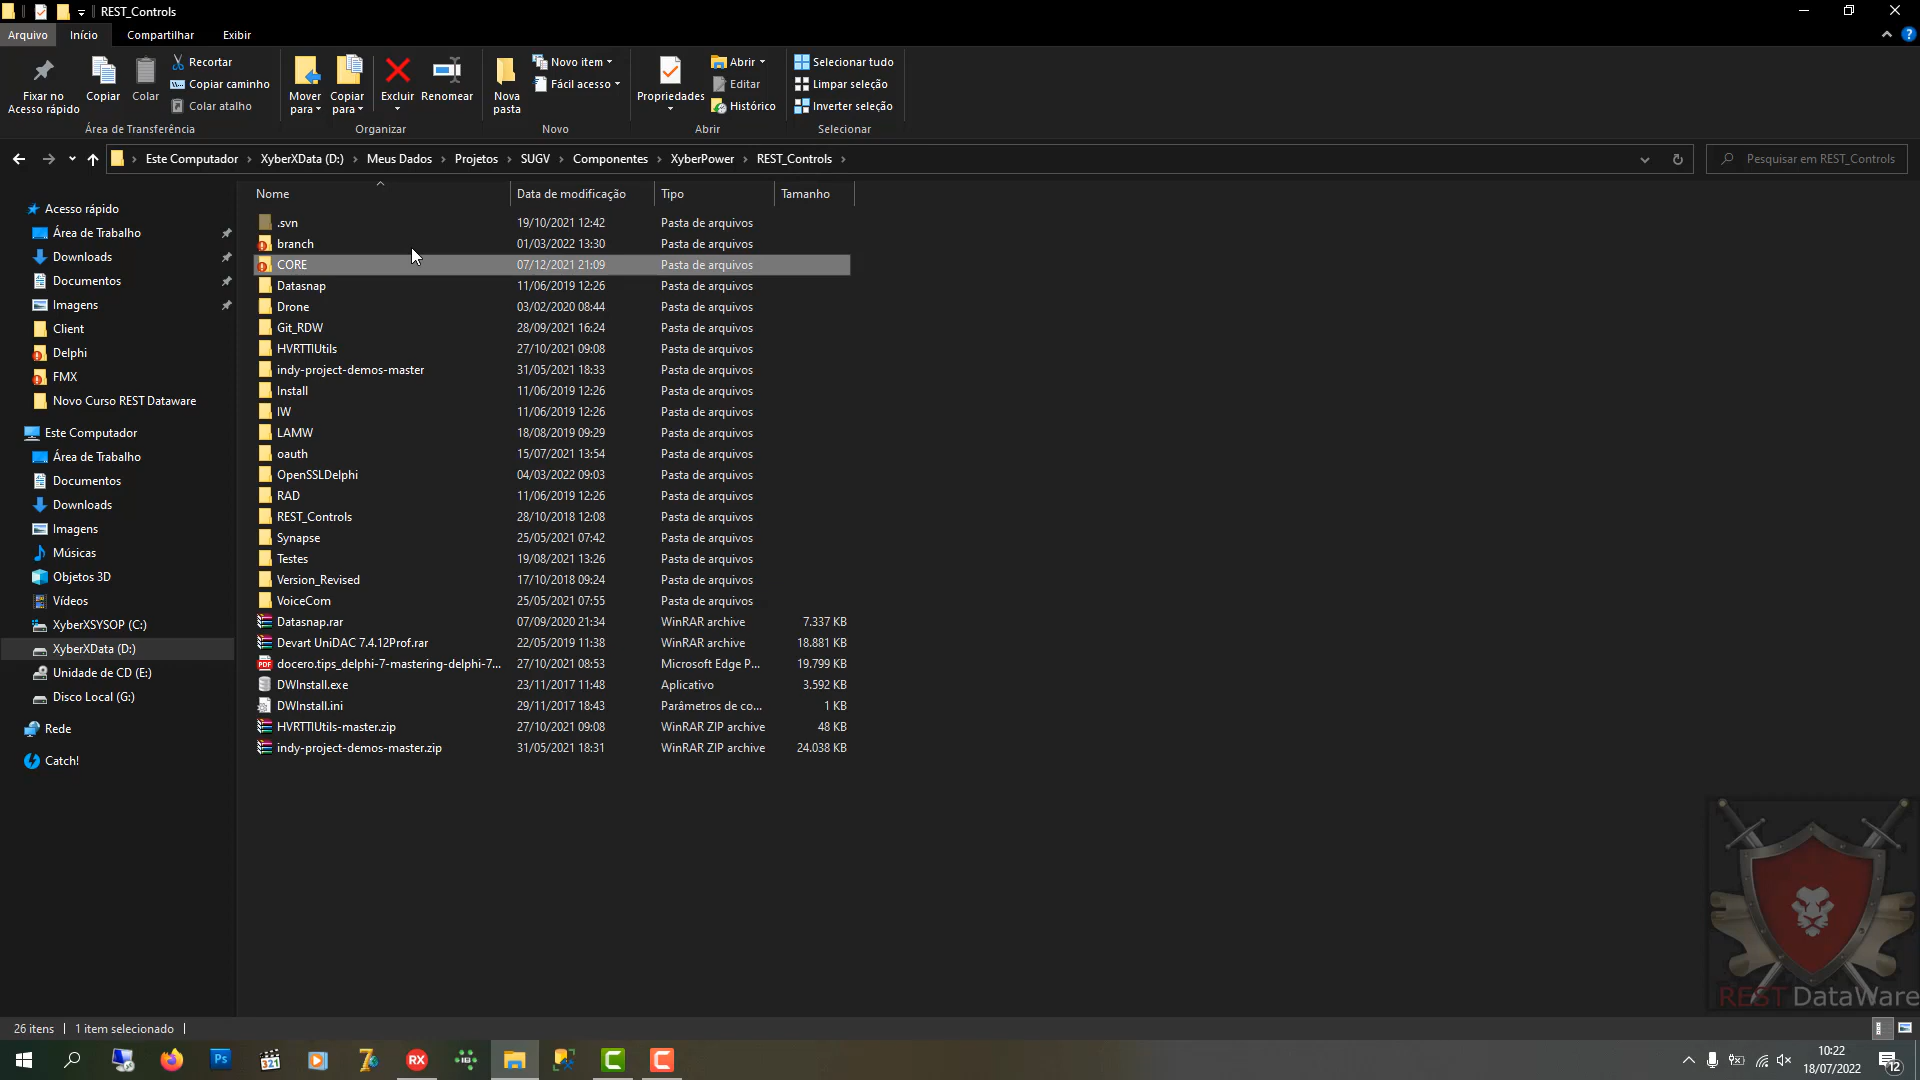 REST_Controls
Arquivo Início Compartilhar Exibir
Fixar no Acesso rápido
Copiar
Colar
Recortar
Copiar caminho
Colar atalho
Área de Transferência
Mover para
Copiar para
Excluir
Renomear
Organizar
Nova pasta
Novo item
Fácil acesso
Novo
Propriedades
Abrir
Editar
Histórico
Abrir
Selecionar tudo
Limpar seleção
Inverter seleção
Selecionar
Este Computador > XyberXData (D:) > Meus Dados > Projetos > SUGV > Componentes > XyberPower > REST_Controls >
Pesquisar em REST_Controls
Acesso rápido
Área de Trabalho
Downloads
Documentos
Imagens
Client
Delphi
FMX
Novo Curso REST Dataware
Este Computador
Área de Trabalho
Documentos
Downloads
Imagens
Músicas
Objetos 3D
Vídeos
XyberXSYSOP (C:)
XyberXData (D:)
Unidade de CD (E:)
Disco Local (G:)
Rede
Catch!
Nome Data de modificação Tipo Tamanho
.svn 19/10/2021 12:42 Pasta de arquivos
branch 01/03/2022 13:30 Pasta de arquivos
CORE 07/12/2021 21:09 Pasta de arquivos
Datasnap 11/06/2019 12:26 Pasta de arquivos
Drone 03/02/2020 08:44 Pasta de arquivos
Git_RDW 28/09/2021 16:24 Pasta de arquivos
HVRTTIUtils 27/10/2021 09:08 Pasta de arquivos
indy-project-demos-master 31/05/2021 18:33 Pasta de arquivos
Install 11/06/2019 12:26 Pasta de arquivos
IW 11/06/2019 12:26 Pasta de arquivos
LAMW 18/08/2019 09:29 Pasta de arquivos
oauth 15/07/2021 13:54 Pasta de arquivos
OpenSSLDelphi 04/03/2022 09:03 Pasta de arquivos
RAD 11/06/2019 12:26 Pasta de arquivos
REST_Controls 28/10/2018 12:08 Pasta de arquivos
Synapse 25/05/2021 07:42 Pasta de arquivos
Testes 19/08/2021 13:26 Pasta de arquivos
Version_Revised 17/10/2018 09:24 Pasta de arquivos
VoiceCom 25/05/2021 07:55 Pasta de arquivos
Datasnap.rar 07/09/2020 21:34 WinRAR archive 7.337 KB
Devart UniDAC 7.4.12Prof.rar 22/05/2019 11:38 WinRAR archive 18.881 KB
docero.tips_delphi-7-mastering-delphi-7... 27/10/2021 08:53 Microsoft Edge P... 19.799 KB
DWInstall.exe 23/11/2017 11:48 Aplicativo 3.592 KB
DWInstall.ini 29/11/2017 18:43 Parâmetros de co... 1 KB
HVRTTIUtils-master.zip 27/10/2021 09:08 WinRAR ZIP archive 48 KB
indy-project-demos-master.zip 31/05/2021 18:31 WinRAR ZIP archive 24.038 KB
REST DataWare
26 itens 1 item selecionado
10:22
18/07/2022
12